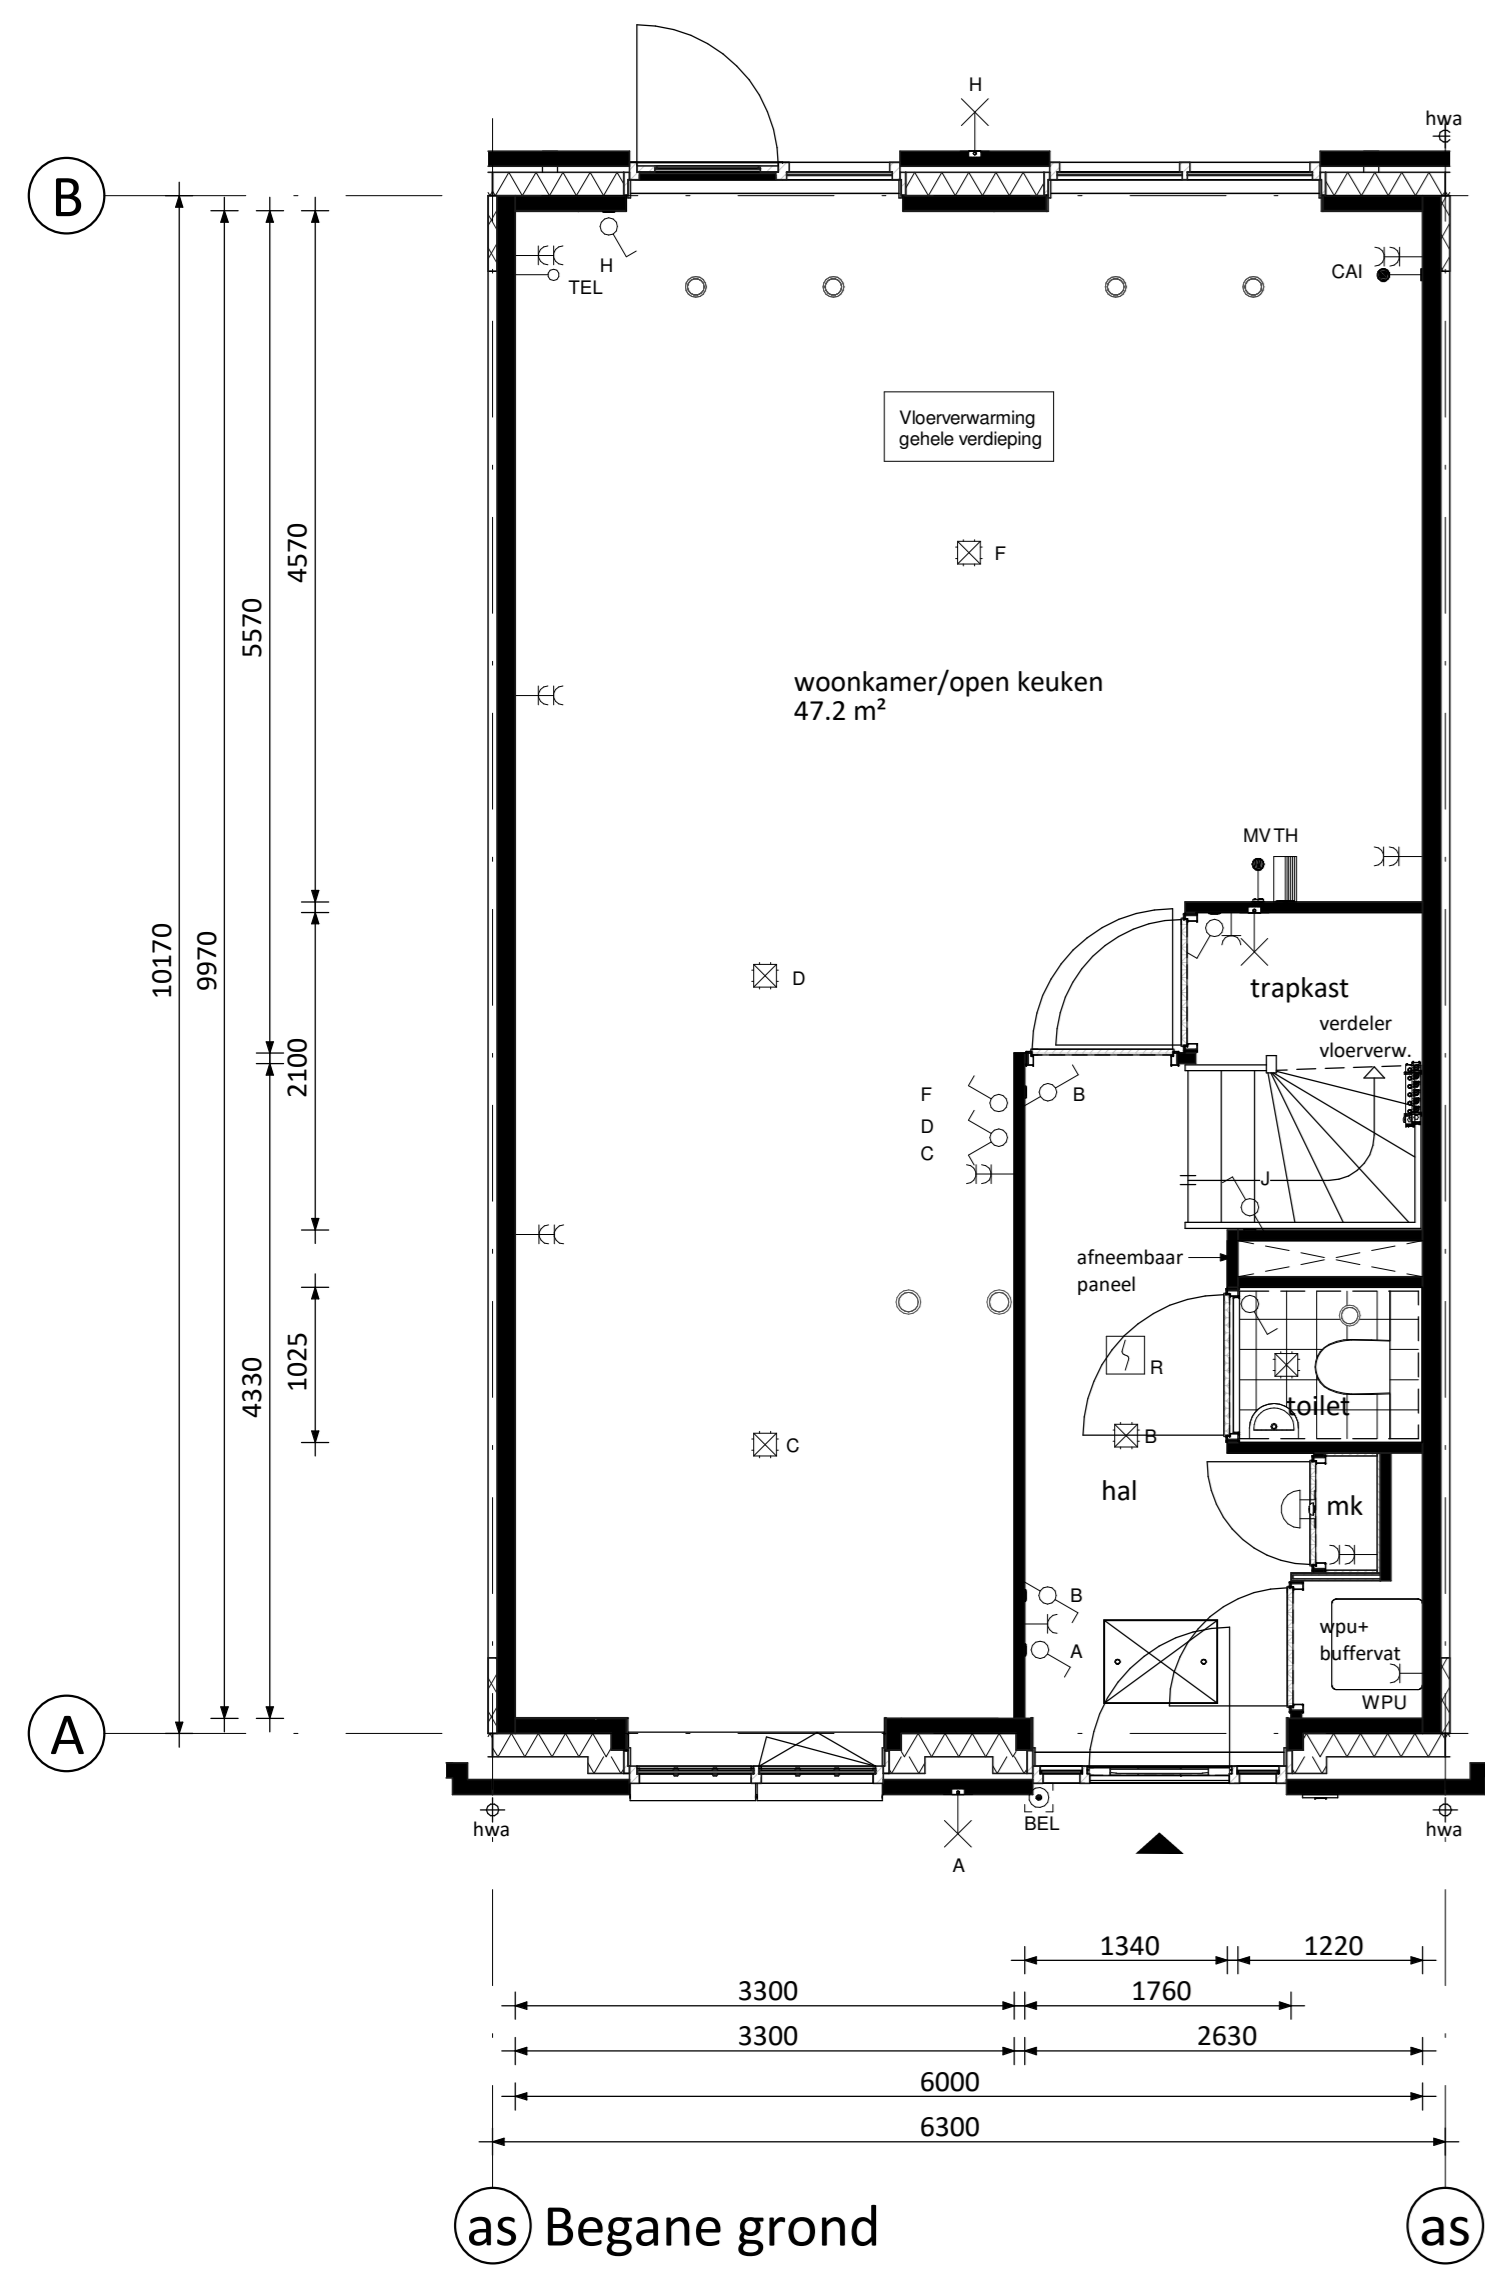 H
hwa
B
H
TEL
CAI
Vloerverwarming
gehele verdieping
4570
F
5570
woonkamer/open keuken
47.2 m²
MV TH
10170
9970
D
trapkast
verdeler
vloerverw.
2100
F
B
D
C
J
afneembaar
paneel
1025
4330
R
toilet
C
B
hal
mk
B
A
wpu+
buffervat
WPU
A
hwa
BEL
hwa
A
1340
1220
3300
1760
3300
2630
6000
6300
as
Begane grond
as